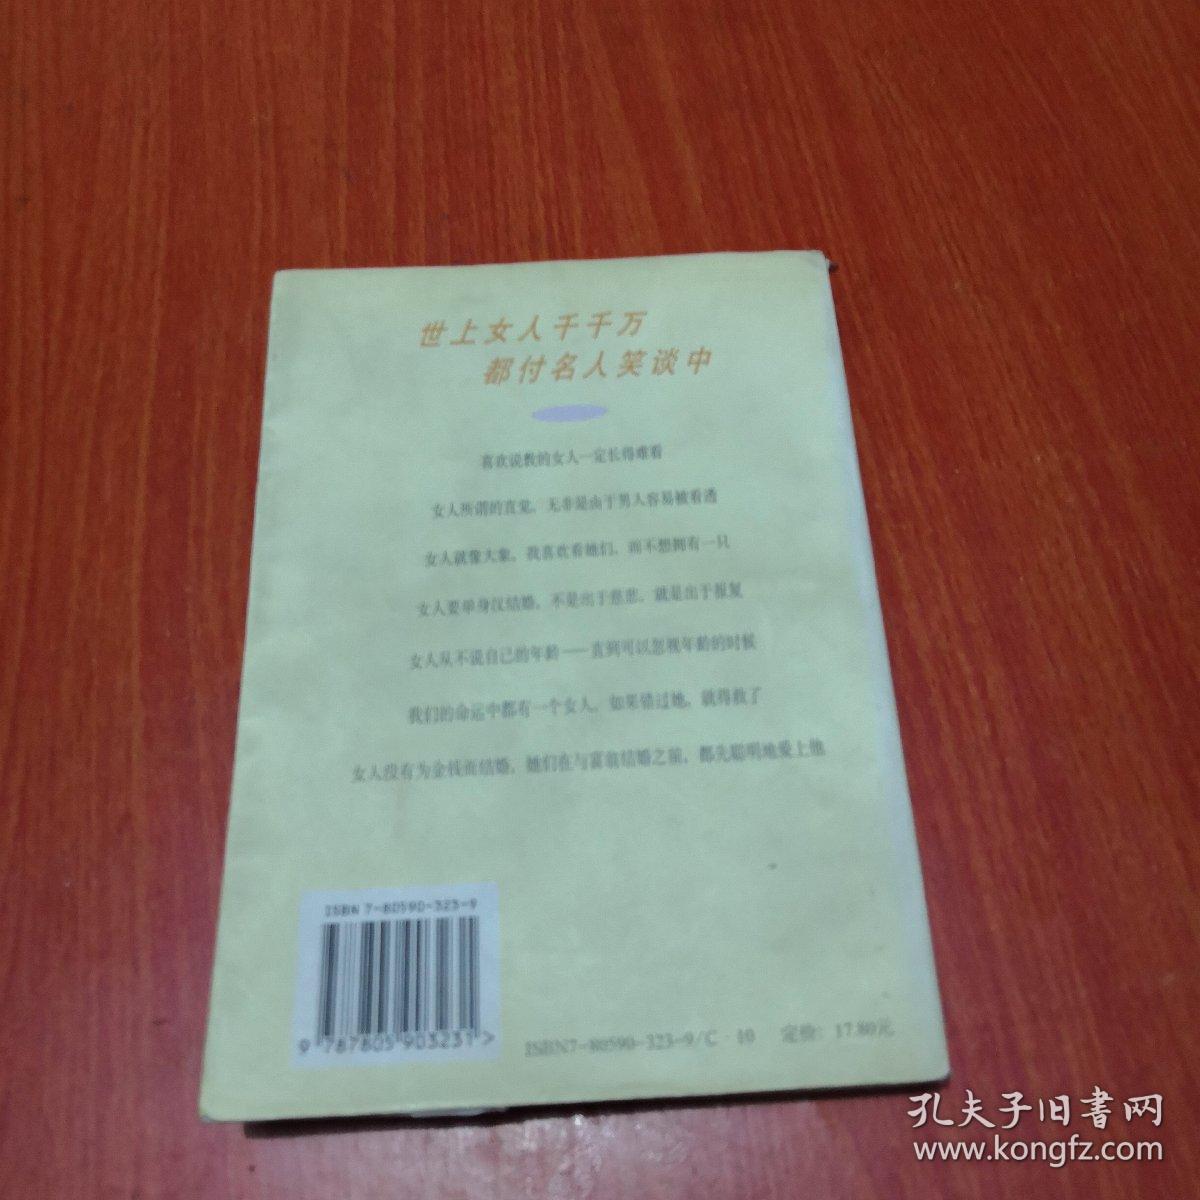 世上女人千千万
都付名人笑谈中
喜欢说教的女人一定长得难看
女人所谓的直觉，无非是由于男人容易被看透
女人就像大象，我喜欢看她们，而不想拥有一只
女人要单身汉结婚，不是出于慈悲，就是出于报复
女人从不说自己的年龄——直到可以忽视年龄的时候
我们的命运中都有一个女人，如果错过她，就得救了
女人没有为金钱而结婚，她们在与富翁结婚之前，都先聪明地爱上他
ISBN 7-80590-323-9
9 787805 903231 >
ISBN7-80590-323-9/C·10 定价：17.80元
孔夫子旧書网
www.kongfz.com